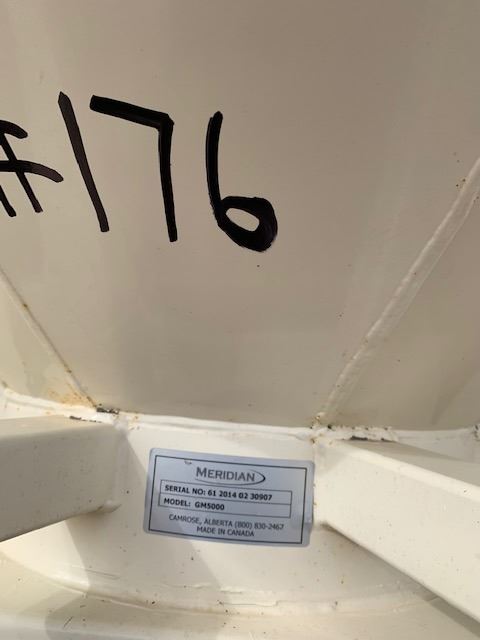 #176
MERIDIAN
SERIAL NO: 61 2014 02 30907
MODEL: GM5000
CAMROSE, ALBERTA (800) 830-2467
MADE IN CANADA